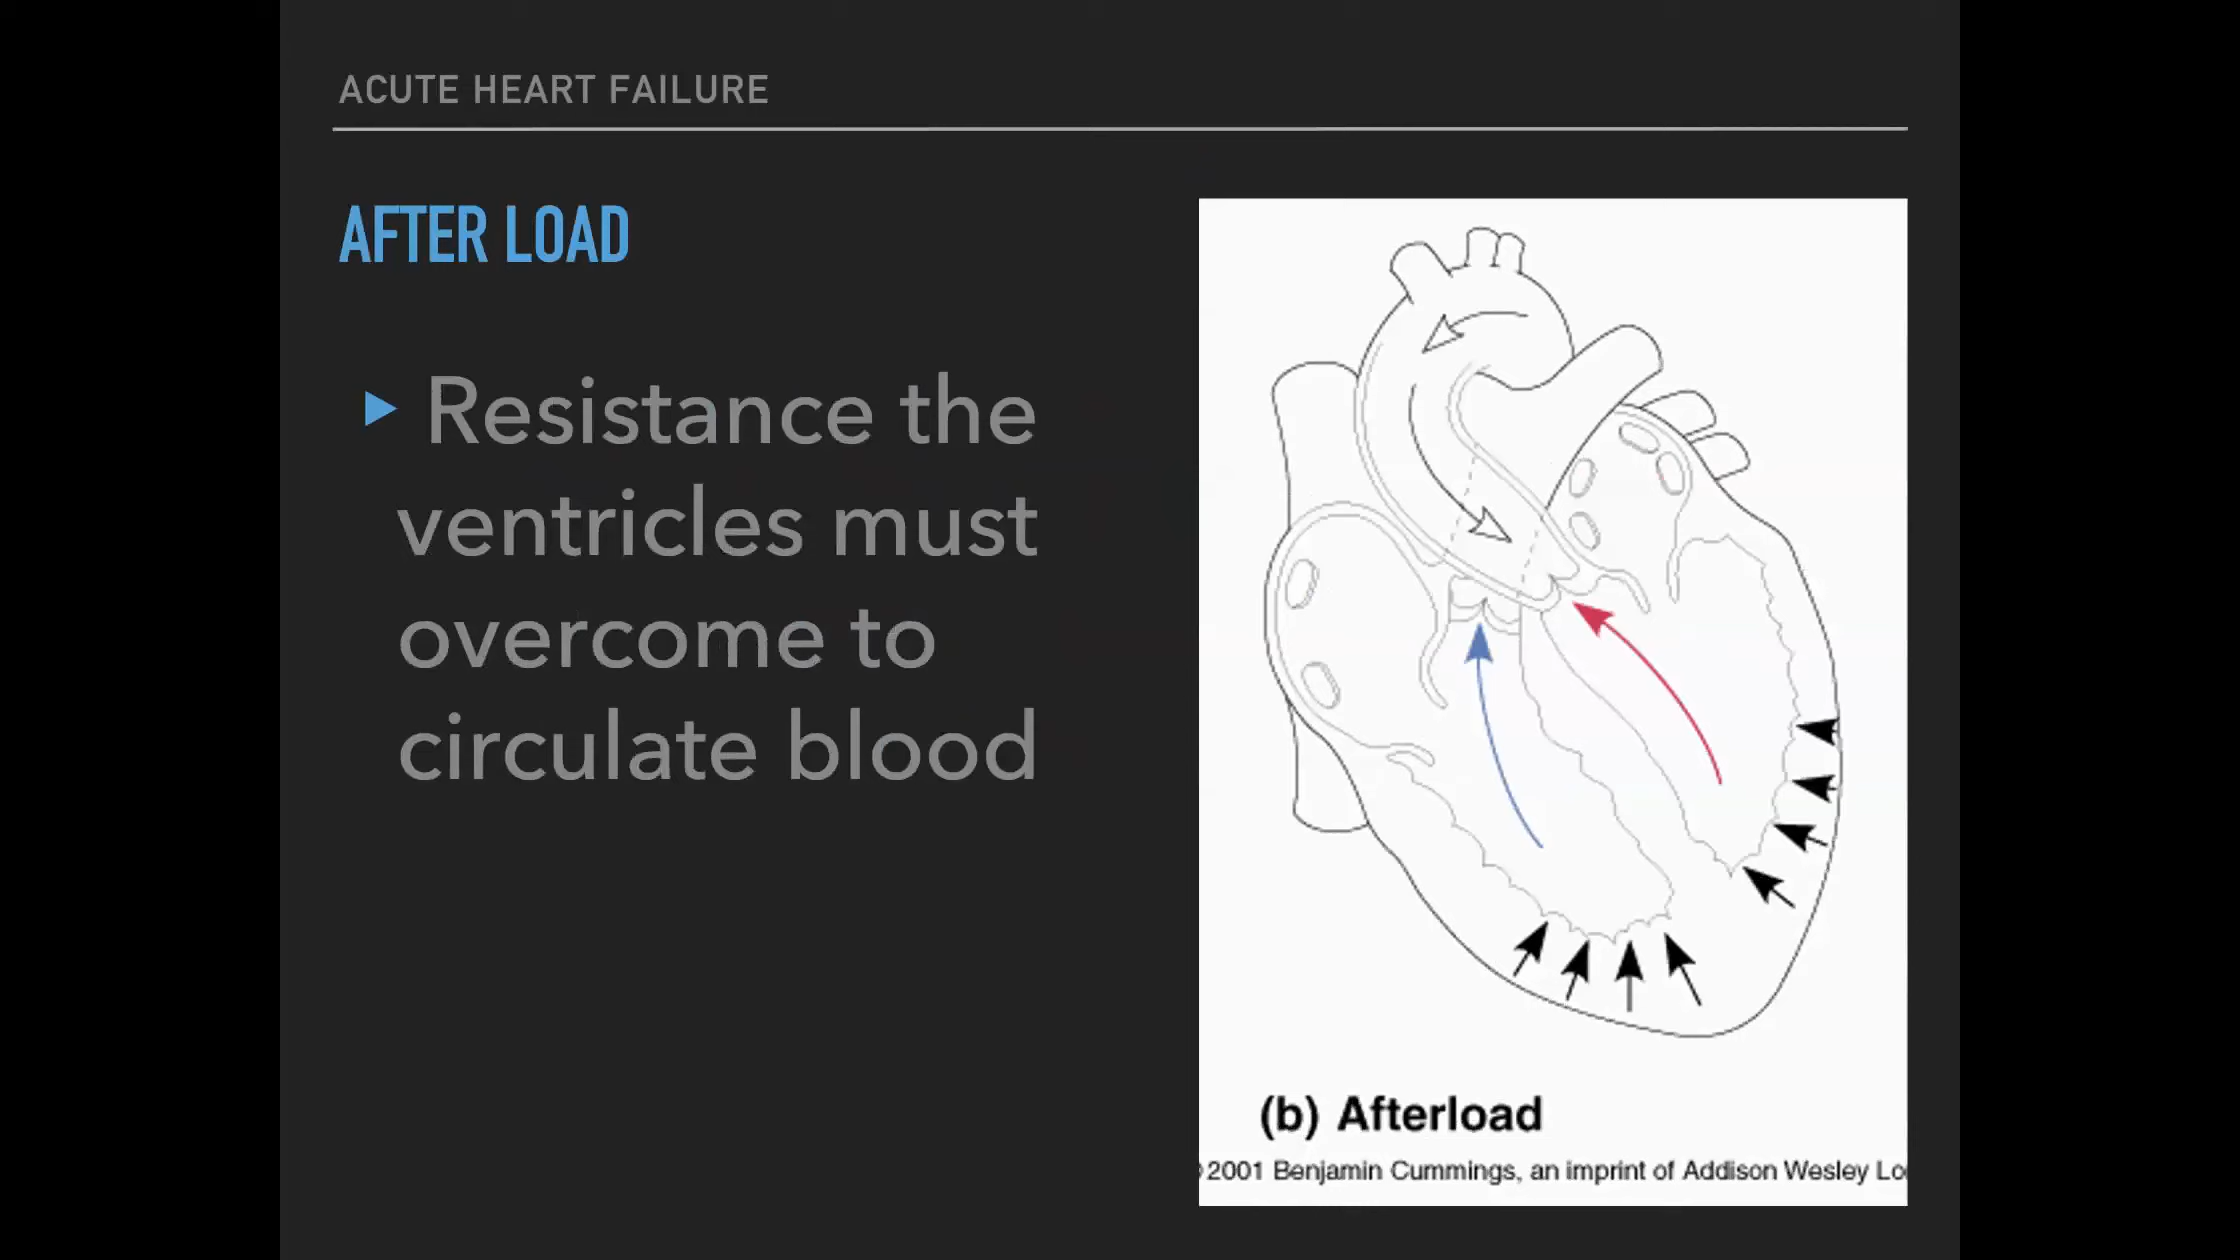 ACUTE HEART FAILURE
AFTER LOAD
Resistance the
ventricles must
overcome to
circulate blood
(b) Afterload
2001 Benjamin Cummings, an imprint of Addison Wesley